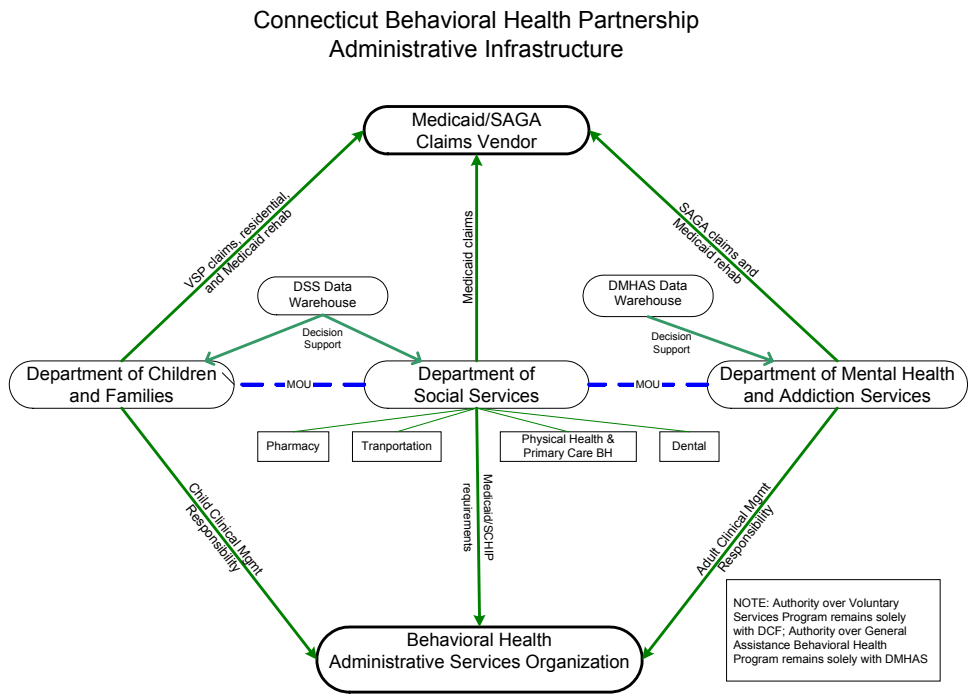 Connecticut Behavioral Health Partnership
Administrative Infrastructure
Medicaid/SAGA
Claims Vendor
VSP claims, residential,
and Medicaid rehab
Medicaid claims
SAGA claims and
Medicaid rehab
DSS Data
Warehouse
DMHAS Data
Warehouse
Decision
Support
Decision
Support
Department of Children
and Families
MOU
Department of
Social Services
MOU
Department of Mental Health
and Addiction Services
Pharmacy
Tranportation
Physical Health &
Primary Care BH
Dental
Child Clinical Mgmt
Responsibility
Medicaid/SCHIP
requirements
Adult Clinical Mgmt
Responsibility
NOTE: Authority over Voluntary
Services Program remains solely
with DCF; Authority over General
Assistance Behavioral Health
Program remains solely with DMHAS
Behavioral Health
Administrative Services Organization